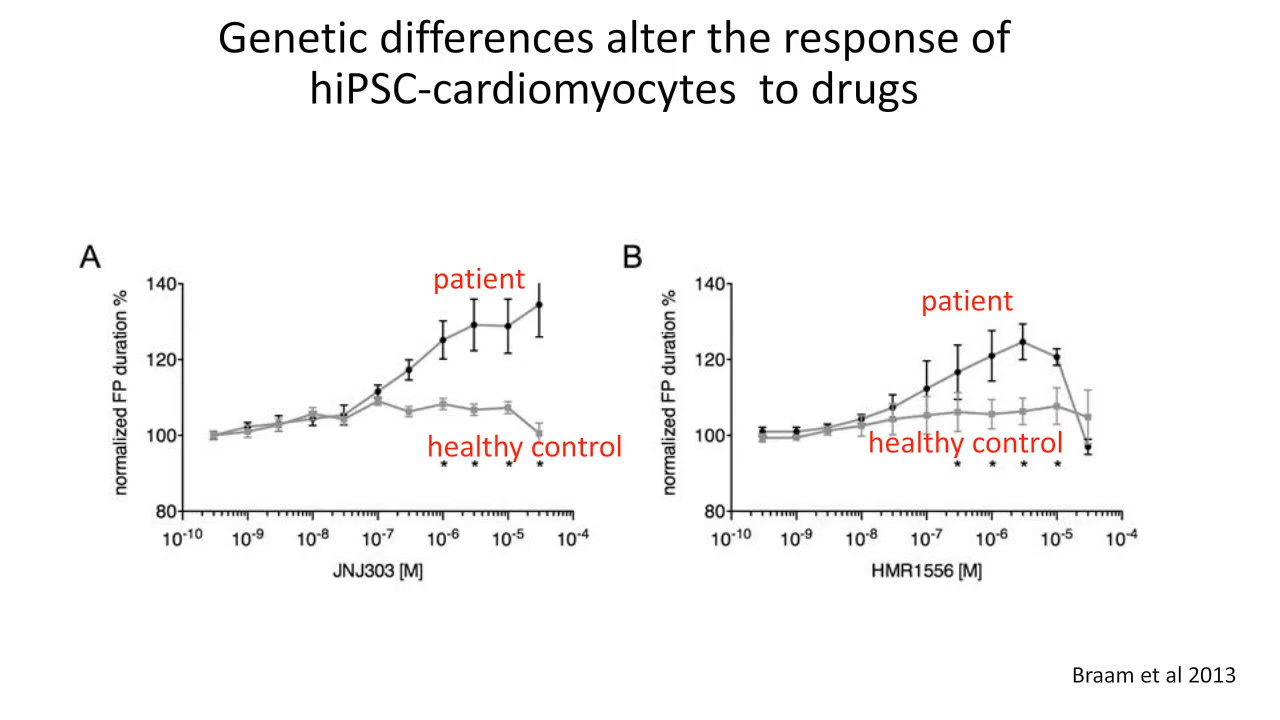 Genetic differences alter the response of
hiPSC-cardiomyocytes to drugs
A
normalized FP duration %
140
120
100
80
patient
healthy control
* * * *
10-10 10-9 10-8 10-7 10-6 10-5 10-4
JNJ303 [M]
B
normalized FP duration %
140
120
100
80
patient
healthy control
* * * *
10-10 10-9 10-8 10-7 10-6 10-5 10-4
HMR1556 [M]
Braam et al 2013